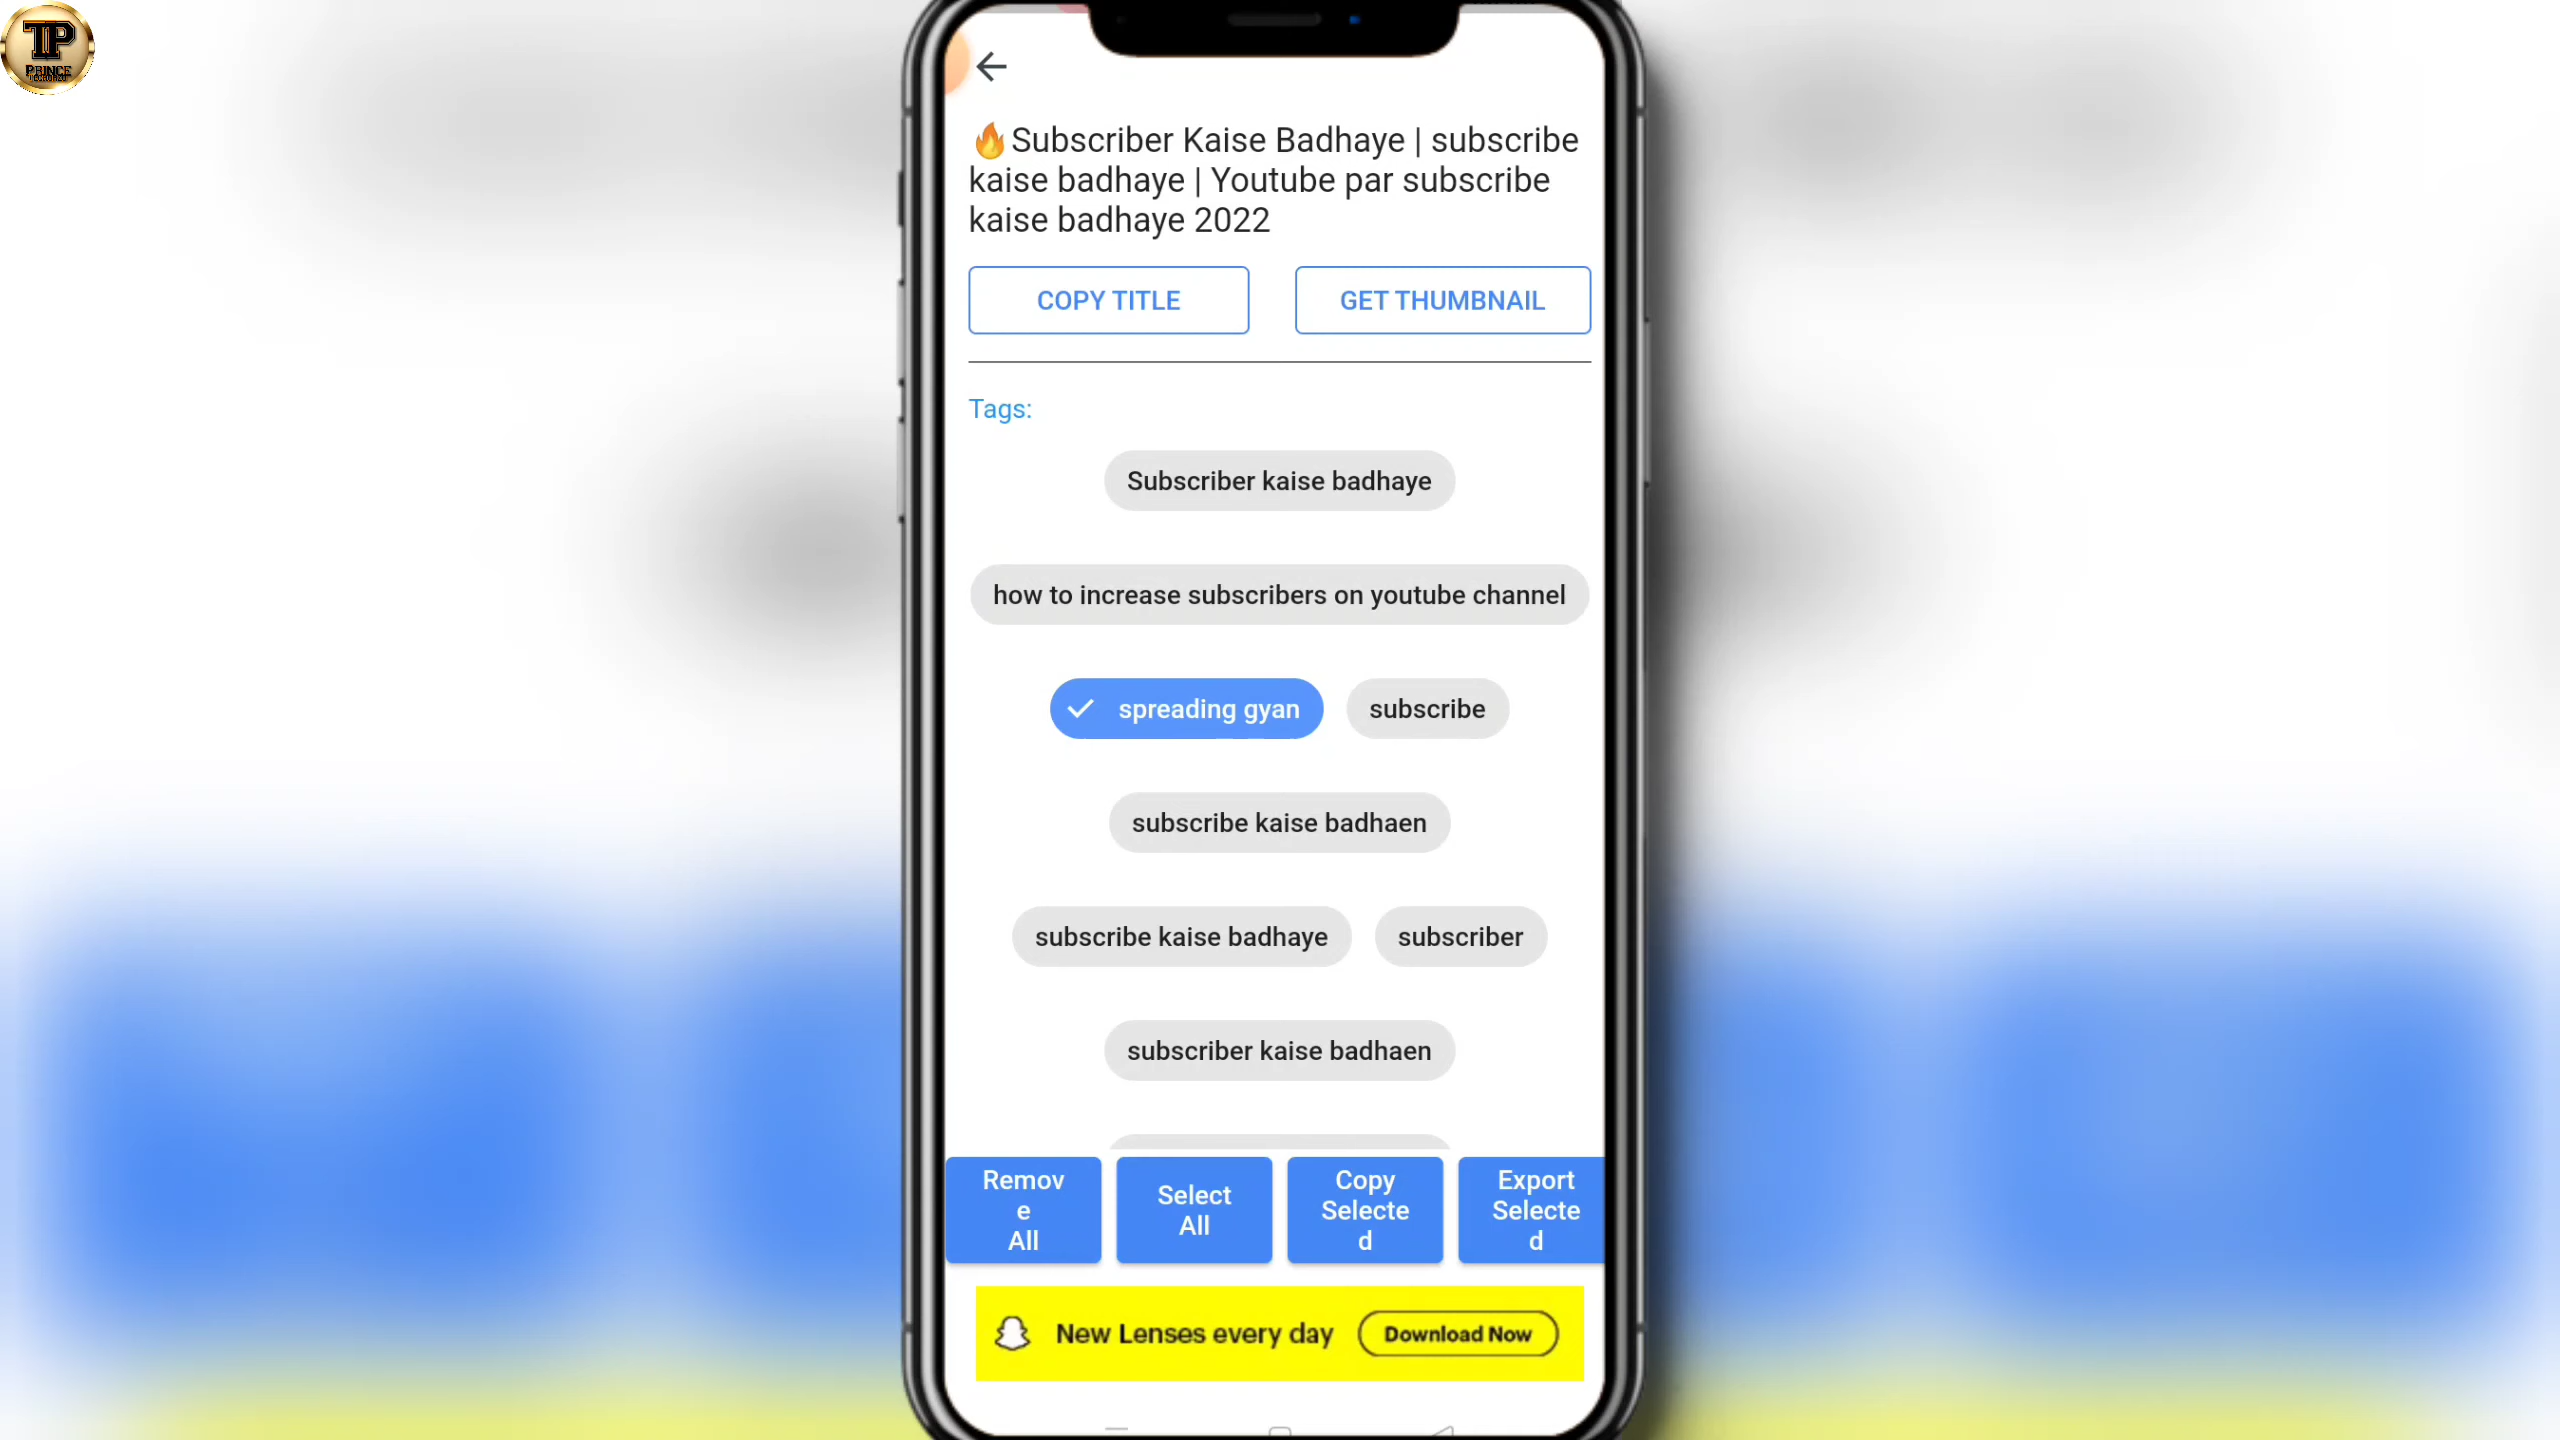 TP
PRINCE
🔥Subscriber Kaise Badhaye | subscribe
kaise badhaye | Youtube par subscribe
kaise badhaye 2022
COPY TITLE
GET THUMBNAIL
Tags:
Subscriber kaise badhaye
how to increase subscribers on youtube channel
spreading gyan
subscribe
subscribe kaise badhaen
subscribe kaise badhaye
subscriber
subscriber kaise badhaen
Remov
e
All
Select
All
Copy
Selecte
d
Export
Selecte
d
New Lenses every day
Download Now